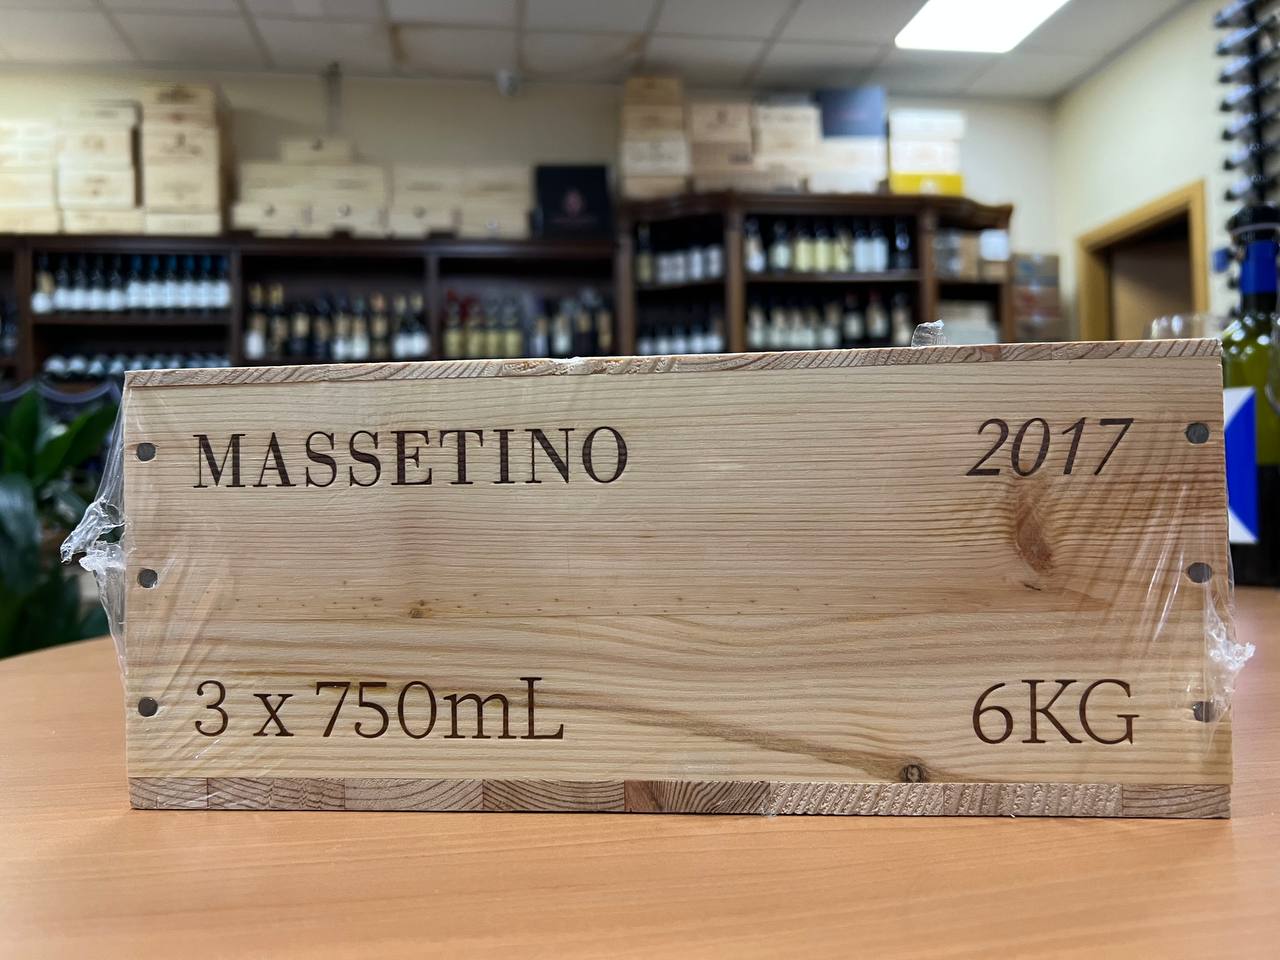 MASSETINO
2017
3 x 750mL
6KG